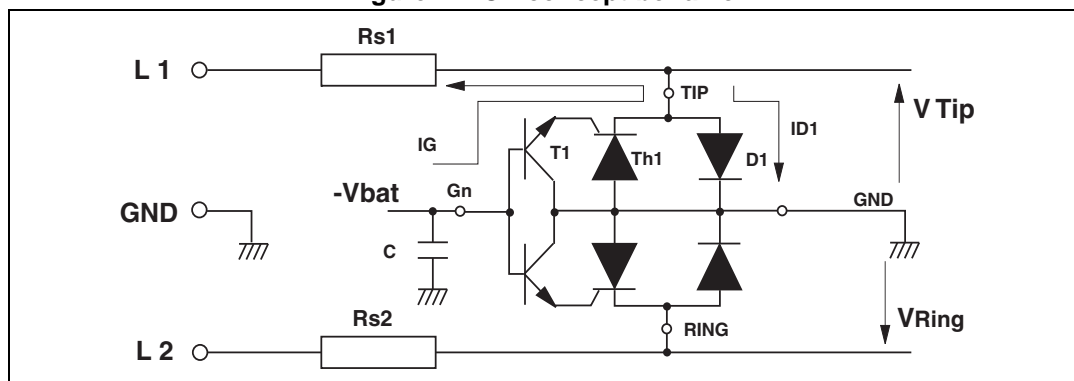 Rs1
L 1
TIP
V Tip
IG
ID1
T1
Th1
D1
-Vbat
Gn
GND
GND
C
Rs2
RING
VRing
L 2